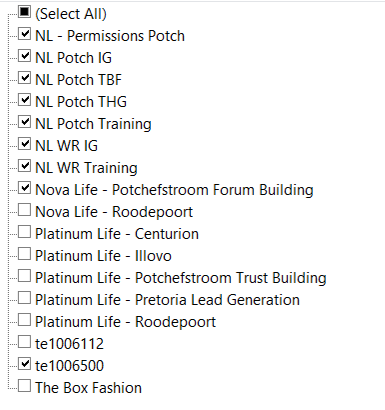 (Select All)
NL - Permissions Potch
NL Potch IG
NL Potch TBF
NL Potch THG
NL Potch Training
NL WR IG
NL WR Training
Nova Life - Potchefstroom Forum Building
Nova Life - Roodepoort
Platinum Life - Centurion
Platinum Life - Illovo
Platinum Life - Potchefstroom Trust Building
Platinum Life - Pretoria Lead Generation
Platinum Life - Roodepoort
te1006112
te1006500
The Box Fashion